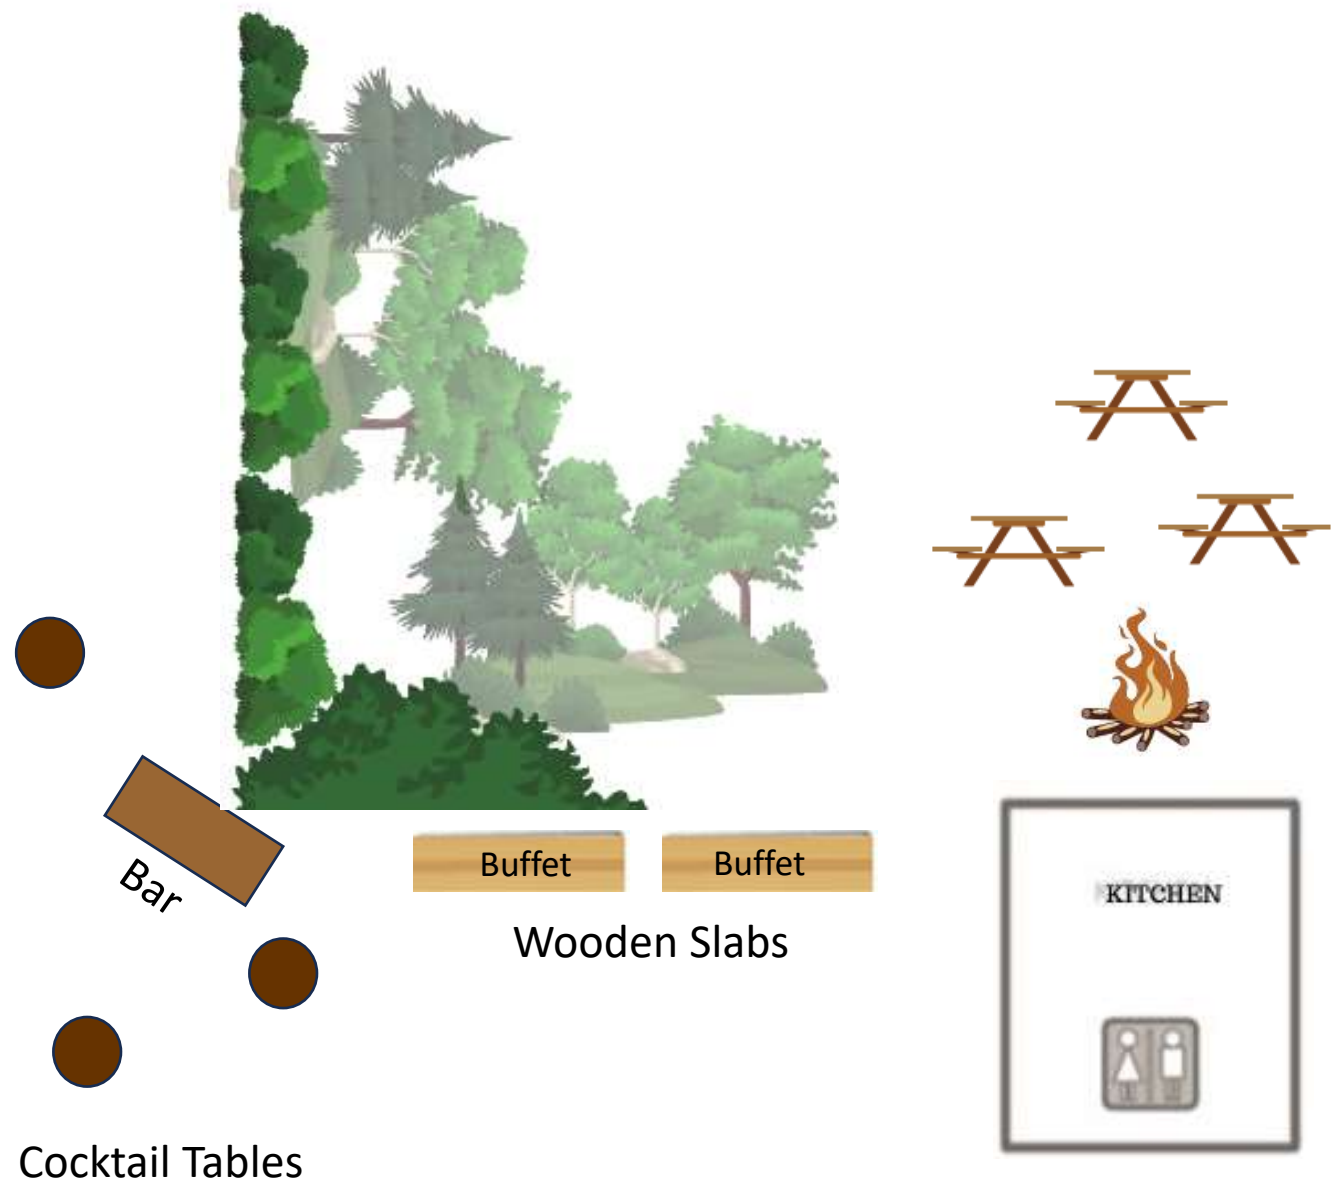 Buffet
Buffet
Bar
KITCHEN
Wooden Slabs
Cocktail Tables